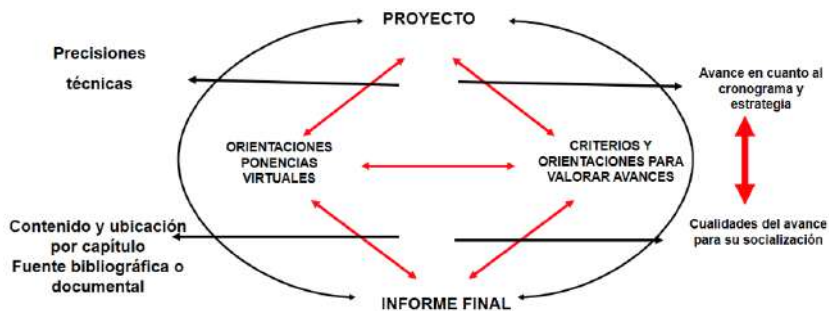 PROYECTO
Precisiones
técnicas
Avance en cuanto al
cronograma y
estrategia
ORIENTACIONES
PONENCIAS
VIRTUALES
CRITERIOS Y
ORIENTACIONES PARA
VALORAR AVANCES
Contenido y ubicación
por capítulo
Fuente bibliográfica o
documental
Cualidades del avance
para su socialización
INFORME FINAL